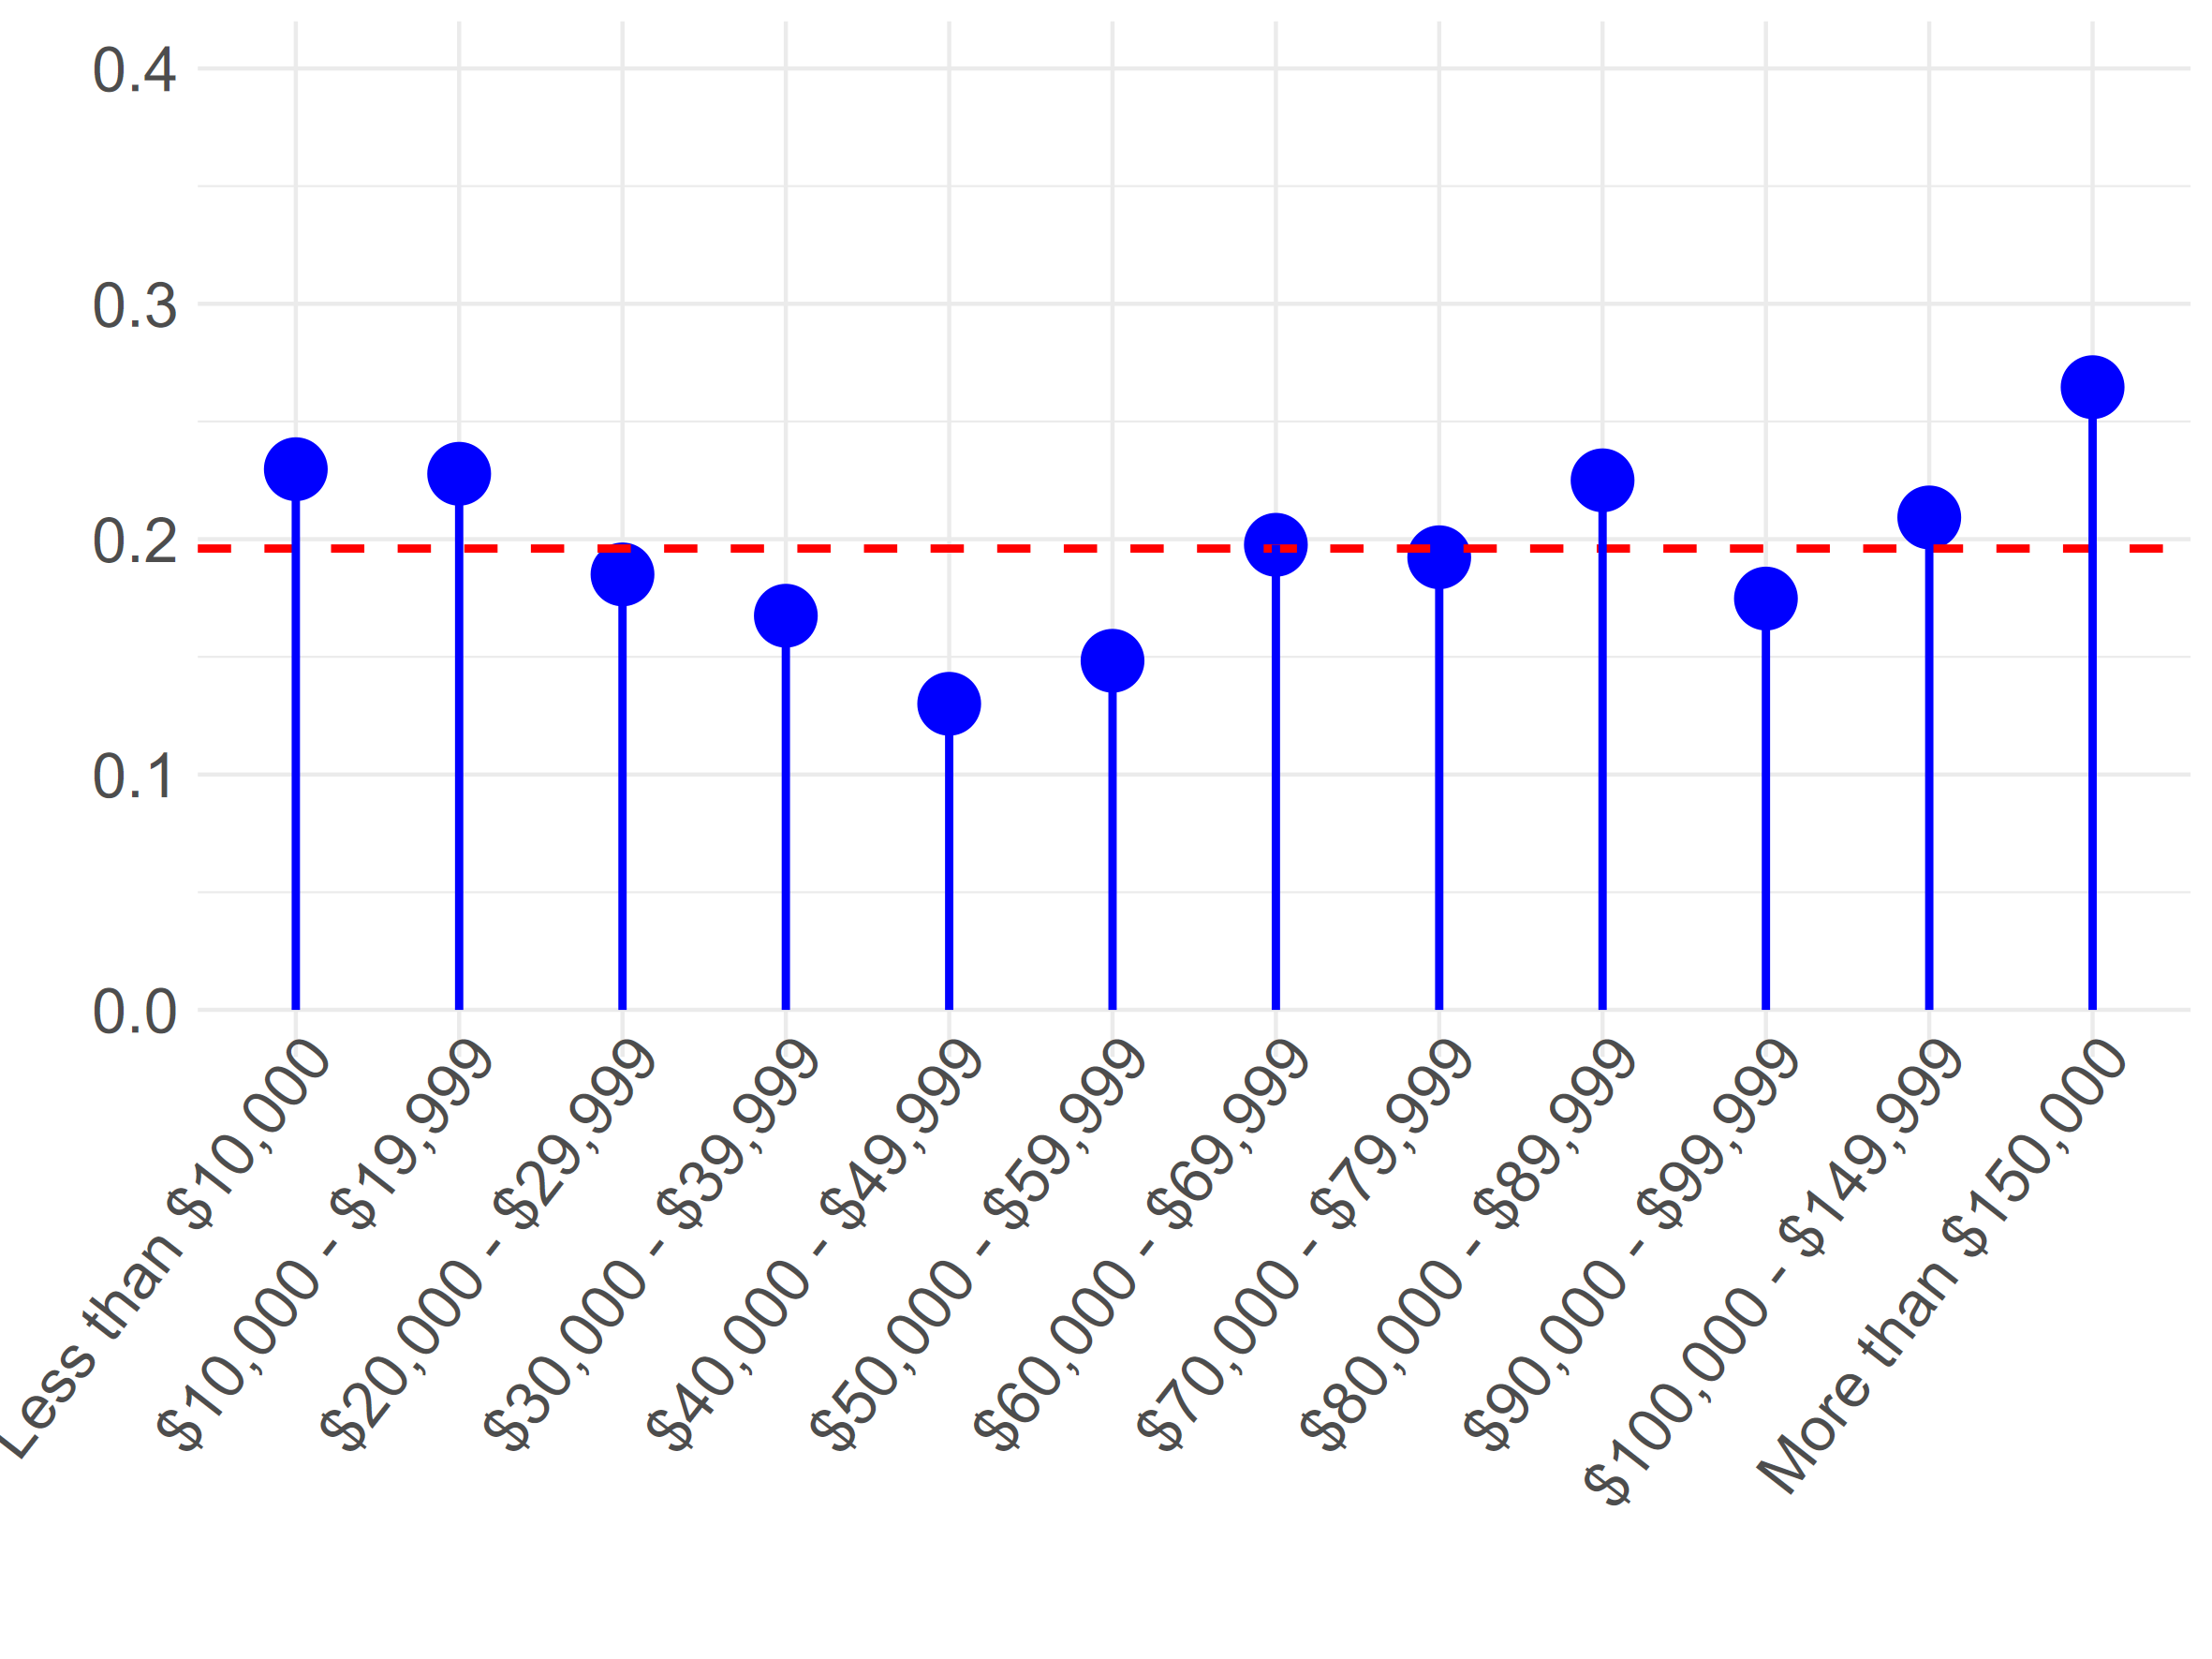 0.4
0.3
0.2
0.1
0.0
Less than $10,000
$10,000 - $19,999
$20,000 - $29,999
$30,000 - $39,999
$40,000 - $49,999
$50,000 - $59,999
$60,000 - $69,999
$70,000 - $79,999
$80,000 - $89,999
$90,000 - $99,999
$100,000 - $149,999
More than $150,000